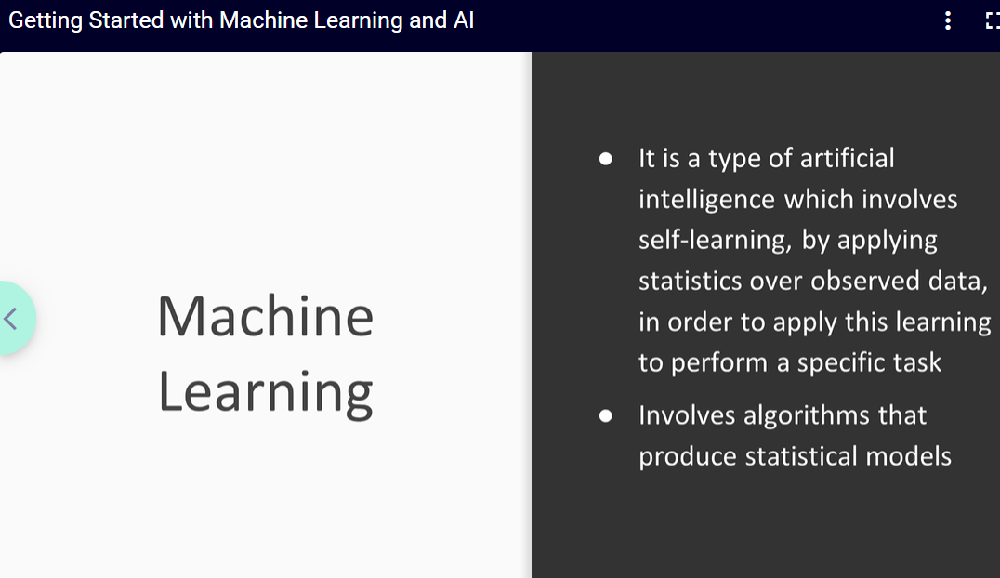 Getting Started with Machine Learning and AI
Machine
Learning
● It is a type of artificial
intelligence which involves
self-learning, by applying
statistics over observed data,
in order to apply this learning
to perform a specific task
● Involves algorithms that
produce statistical models